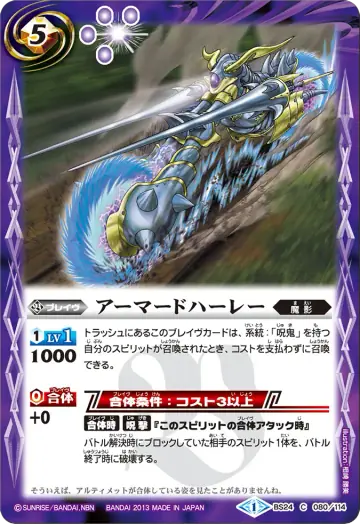 5
ブレイヴ
アーマードハーレー
魔影
1 LV1
1000
トラッシュにあるこのブレイヴカードは、系統：「呪鬼」を持つ
自分のスピリットが召喚されたとき、コストを支払わずに召喚
できる。
合体
+0
合体条件：コスト3以上
合体時 呪撃 『このスピリットの合体アタック時』
バトル解決時にブロックしていた相手のスピリット1体を、バトル
終了時に破壊する。
そういえば、アルティメットが合体している姿を見たことがありませんね。
©SUNRISE/BANDAI,NBN BANDAI 2013 MADE IN JAPAN
1 BS24 C 080/114